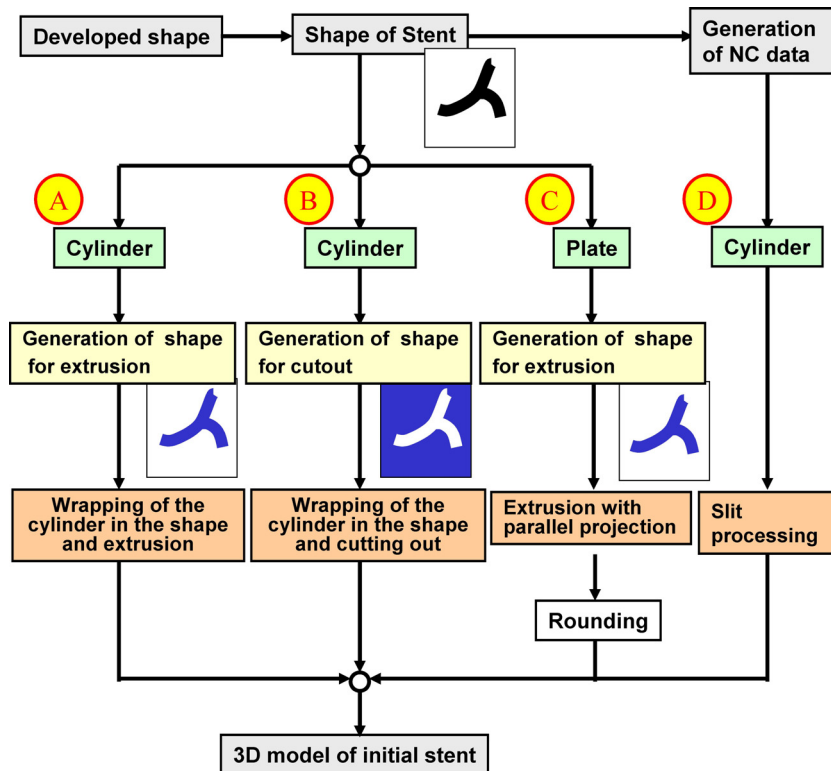 Developed shape
Shape of Stent
Generation
of NC data
A
B
C
D
Cylinder
Cylinder
Plate
Cylinder
Generation of shape
for extrusion
Generation of shape
for cutout
Generation of shape
for extrusion
Wrapping of the
cylinder in the shape
and extrusion
Wrapping of the
cylinder in the shape
and cutting out
Extrusion with
parallel projection
Slit
processing
Rounding
3D model of initial stent